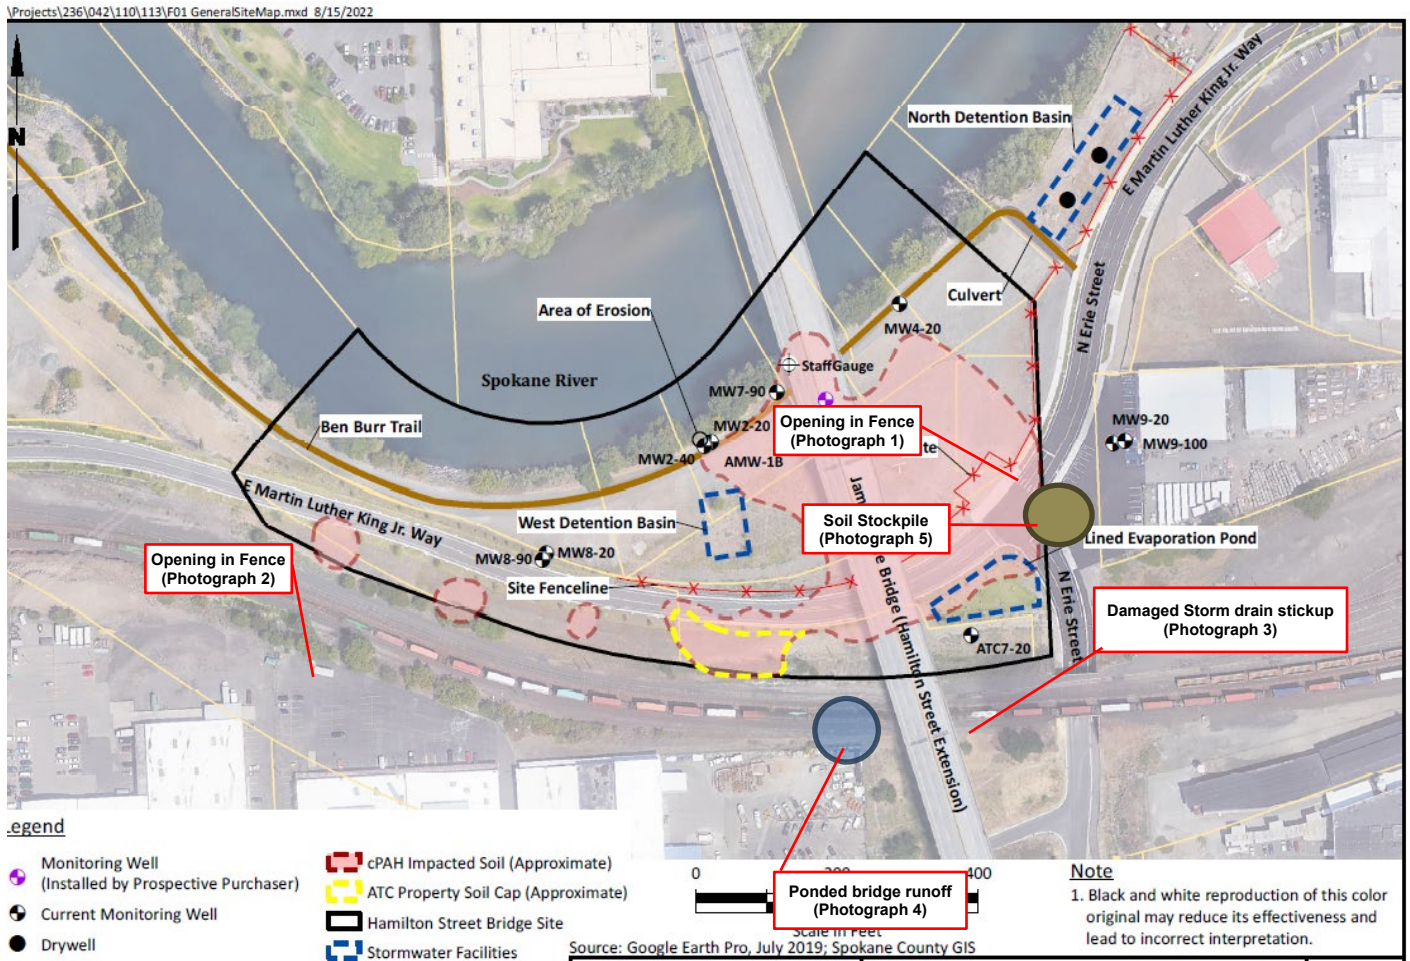 \Projects\236\042\110\113\F01 GeneralSiteMap.mxd 8/15/2022
N
North Detention Basin
E Martin Luther King Jr. Way
Culvert
N Erie Street
Area of Erosion
MW4-20
StaffGauge
Spokane River
MW7-90
MW2-20
MW2-40
AMW-1B
Opening in Fence
(Photograph 1)
te
MW9-20
MW9-100
Ben Burr Trail
E Martin Luther King Jr. Way
West Detention Basin
Soil Stockpile
(Photograph 5)
Lined Evaporation Pond
Opening in Fence
(Photograph 2)
MW8-90
MW8-20
Site Fenceline
Jam
e Bridge (Hamilton Street Extension)
N Erie Street
ATC7-20
Damaged Storm drain stickup
(Photograph 3)
Legend
Monitoring Well
(Installed by Prospective Purchaser)
Current Monitoring Well
Drywell
cPAH Impacted Soil (Approximate)
ATC Property Soil Cap (Approximate)
Hamilton Street Bridge Site
Stormwater Facilities
0 200 400
Ponded bridge runoff
(Photograph 4)
Scale in Feet
Source: Google Earth Pro, July 2019; Spokane County GIS
Note
1. Black and white reproduction of this color
original may reduce its effectiveness and
lead to incorrect interpretation.